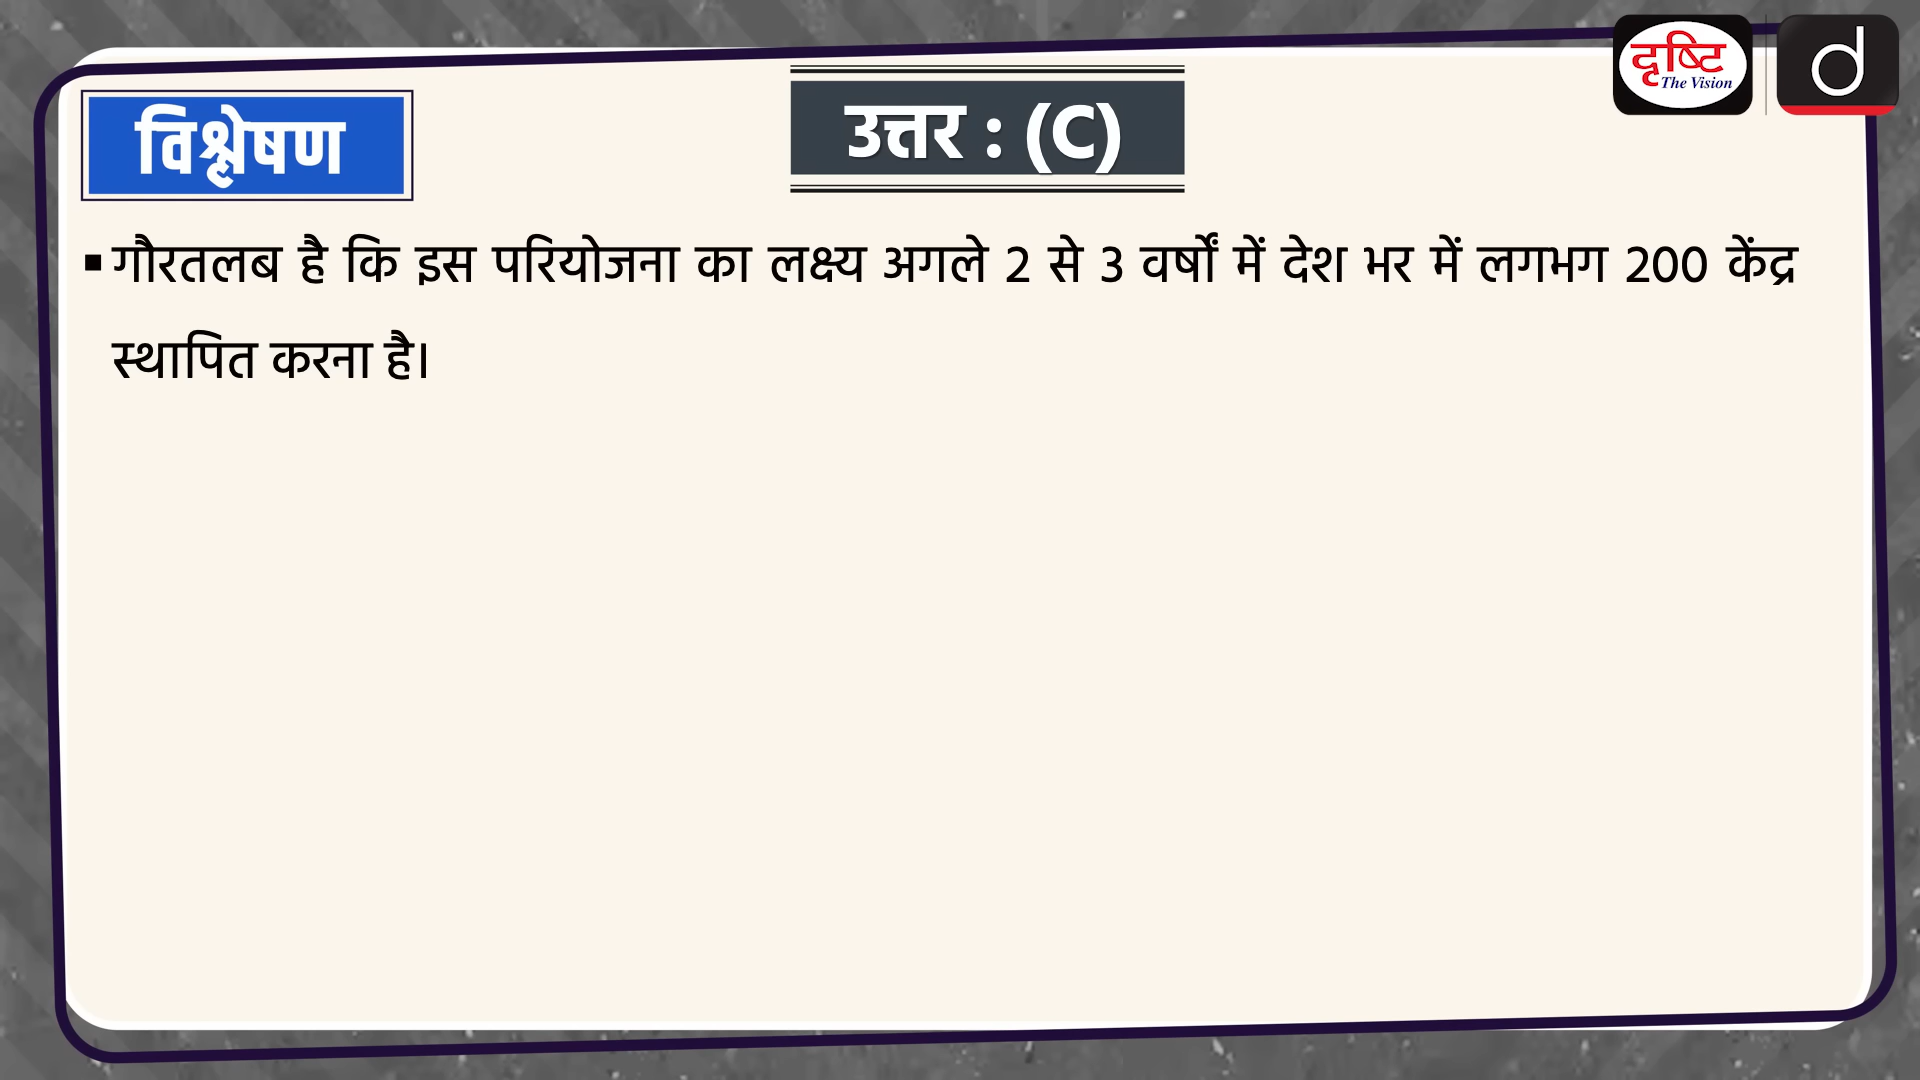 दृष्टि
The Vision
d
विश्लेषण
उत्तर : (C)
▪ गौरतलब है कि इस परियोजना का लक्ष्य अगले 2 से 3 वर्षों में देश भर में लगभग 200 केंद्र
स्थापित करना है।